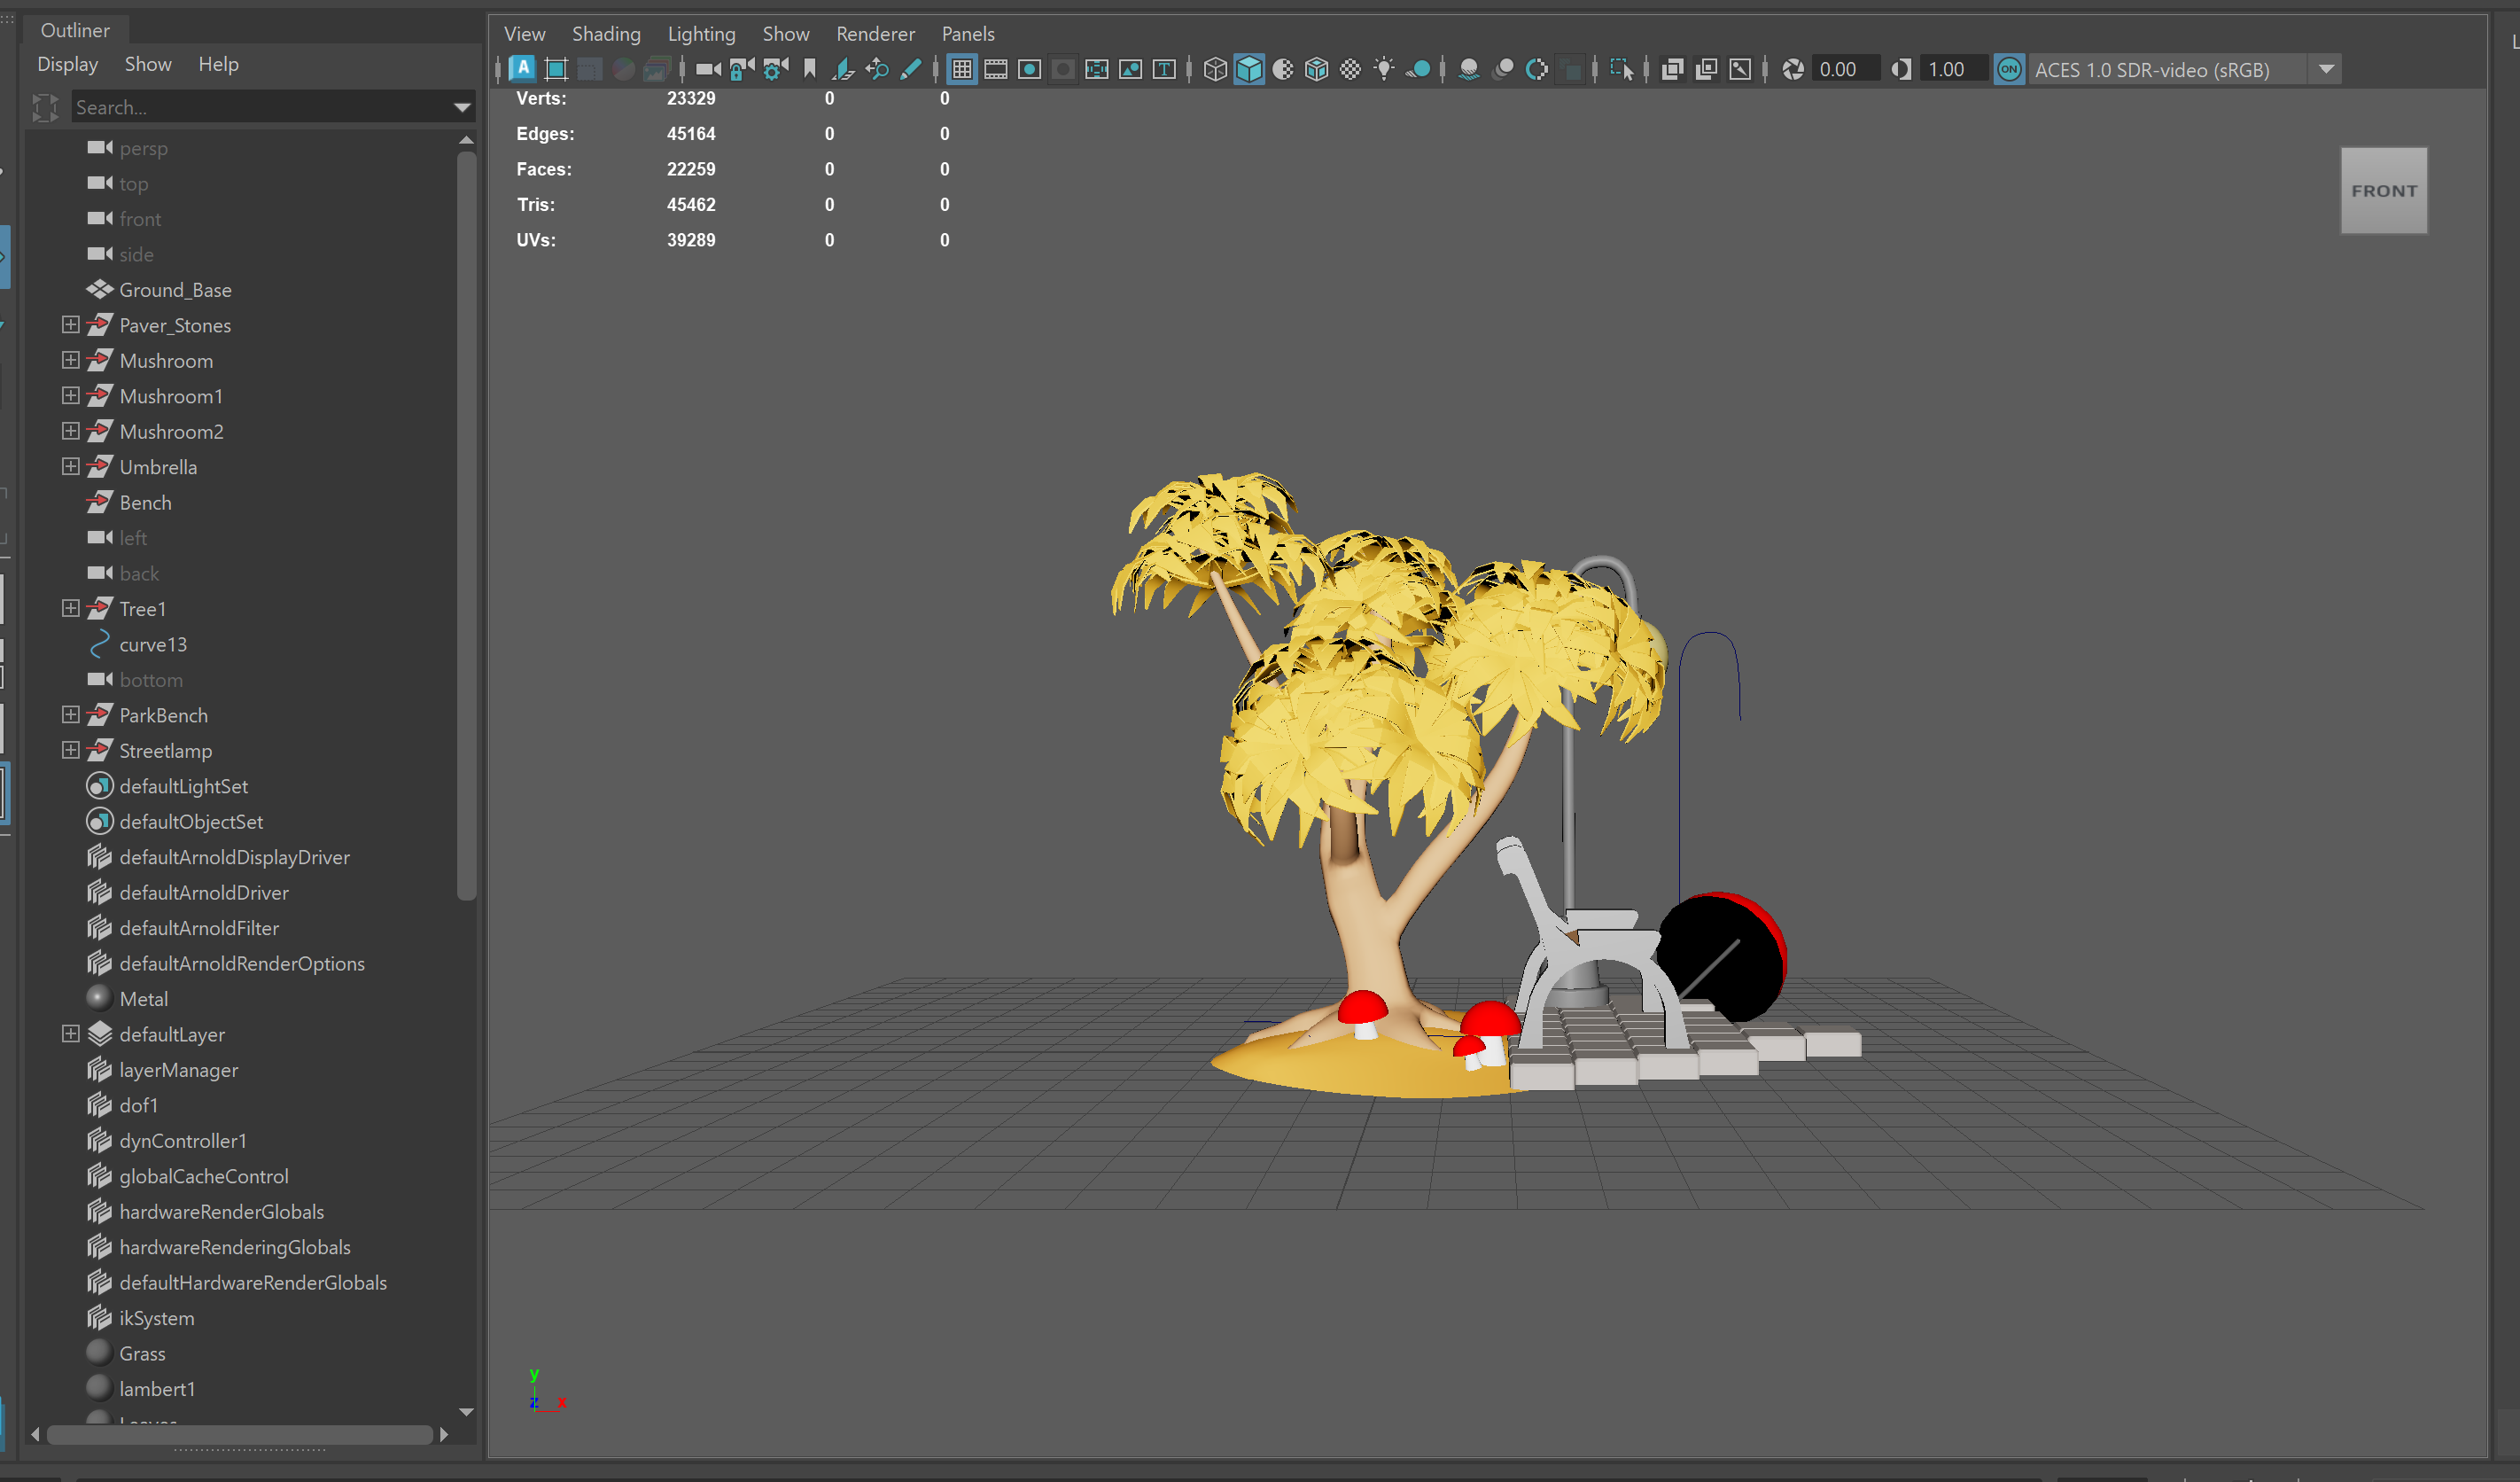 Outliner
Display Show Help
Search...
persp
top
front
side
Ground_Base
Paver_Stones
Mushroom
Mushroom1
Mushroom2
Umbrella
Bench
left
back
Tree1
curve13
bottom
ParkBench
Streetlamp
defaultLightSet
defaultObjectSet
defaultArnoldDisplayDriver
defaultArnoldDriver
defaultArnoldFilter
defaultArnoldRenderOptions
Metal
defaultLayer
layerManager
dof1
dynController1
globalCacheControl
hardwareRenderGlobals
hardwareRenderingGlobals
defaultHardwareRenderGlobals
ikSystem
Grass
lambert1
View Shading Lighting Show Renderer Panels
A T 0.00 1.00 ON ACES 1.0 SDR-video (sRGB)
Verts: 23329 0 0
Edges: 45164 0 0
Faces: 22259 0 0
Tris: 45462 0 0
UVs: 39289 0 0
FRONT
y
z x